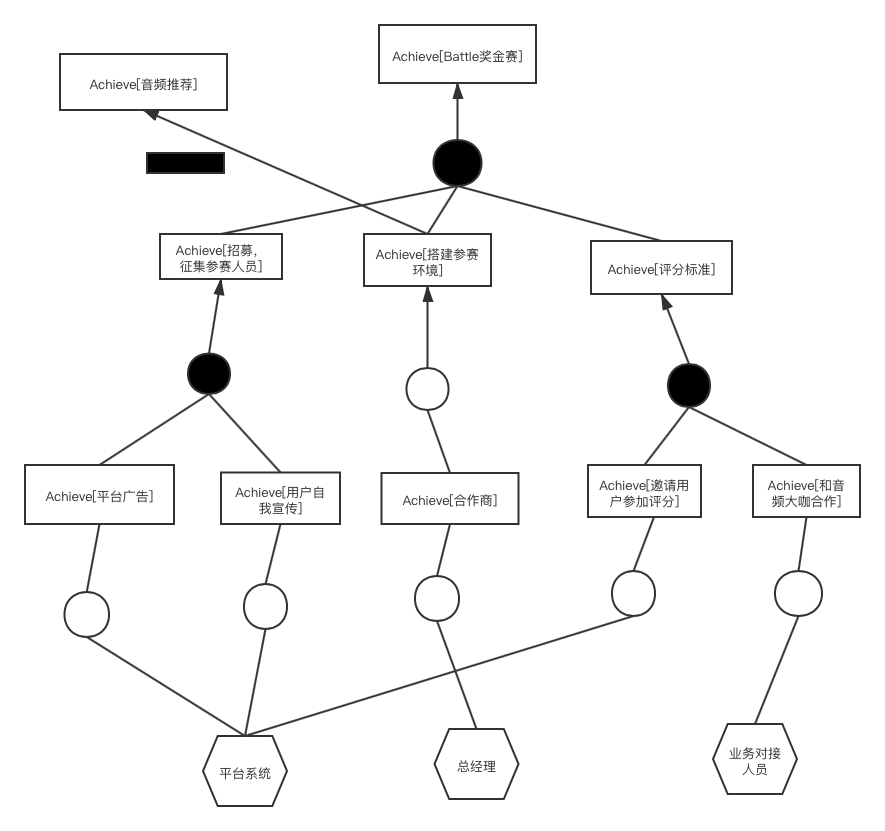 Achieve[Battle奖金赛]
Achieve[音频推荐]
Achieve[招募，
征集参赛人员]
Achieve[搭建参赛
环境]
Achieve[评分标准]
Achieve[平台广告]
Achieve[用户自
我宣传]
Achieve[合作商]
Achieve[邀请用
户参加评分]
Achieve[和音
频大咖合作]
平台系统
总经理
业务对接
人员